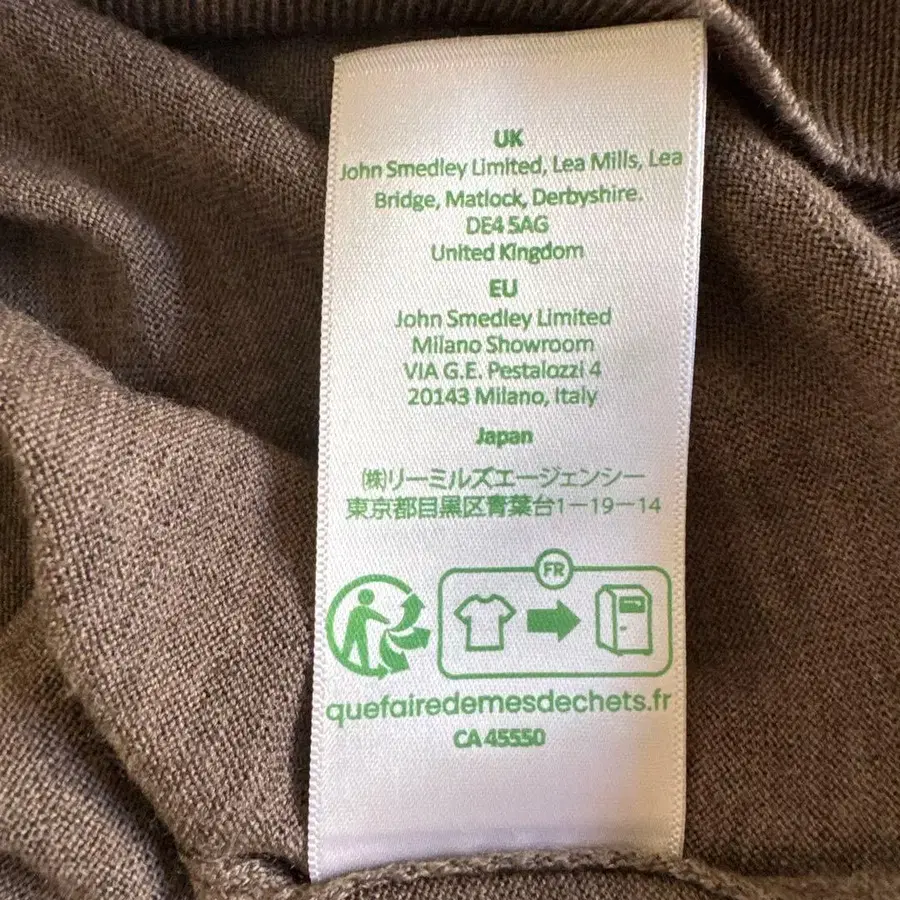 UK
John Smedley Limited, Lea Mills, Lea
Bridge, Matlock, Derbyshire.
DE4 5AG
United Kingdom
EU
John Smedley Limited
Milano Showroom
VIA G.E. Pestalozzi 4
20143 Milano, Italy
Japan
(株)リーミルズエージェンシー
東京都目黒区青葉台1ー19ー14
FR
quefairedemesdechets.fr
CA 45550